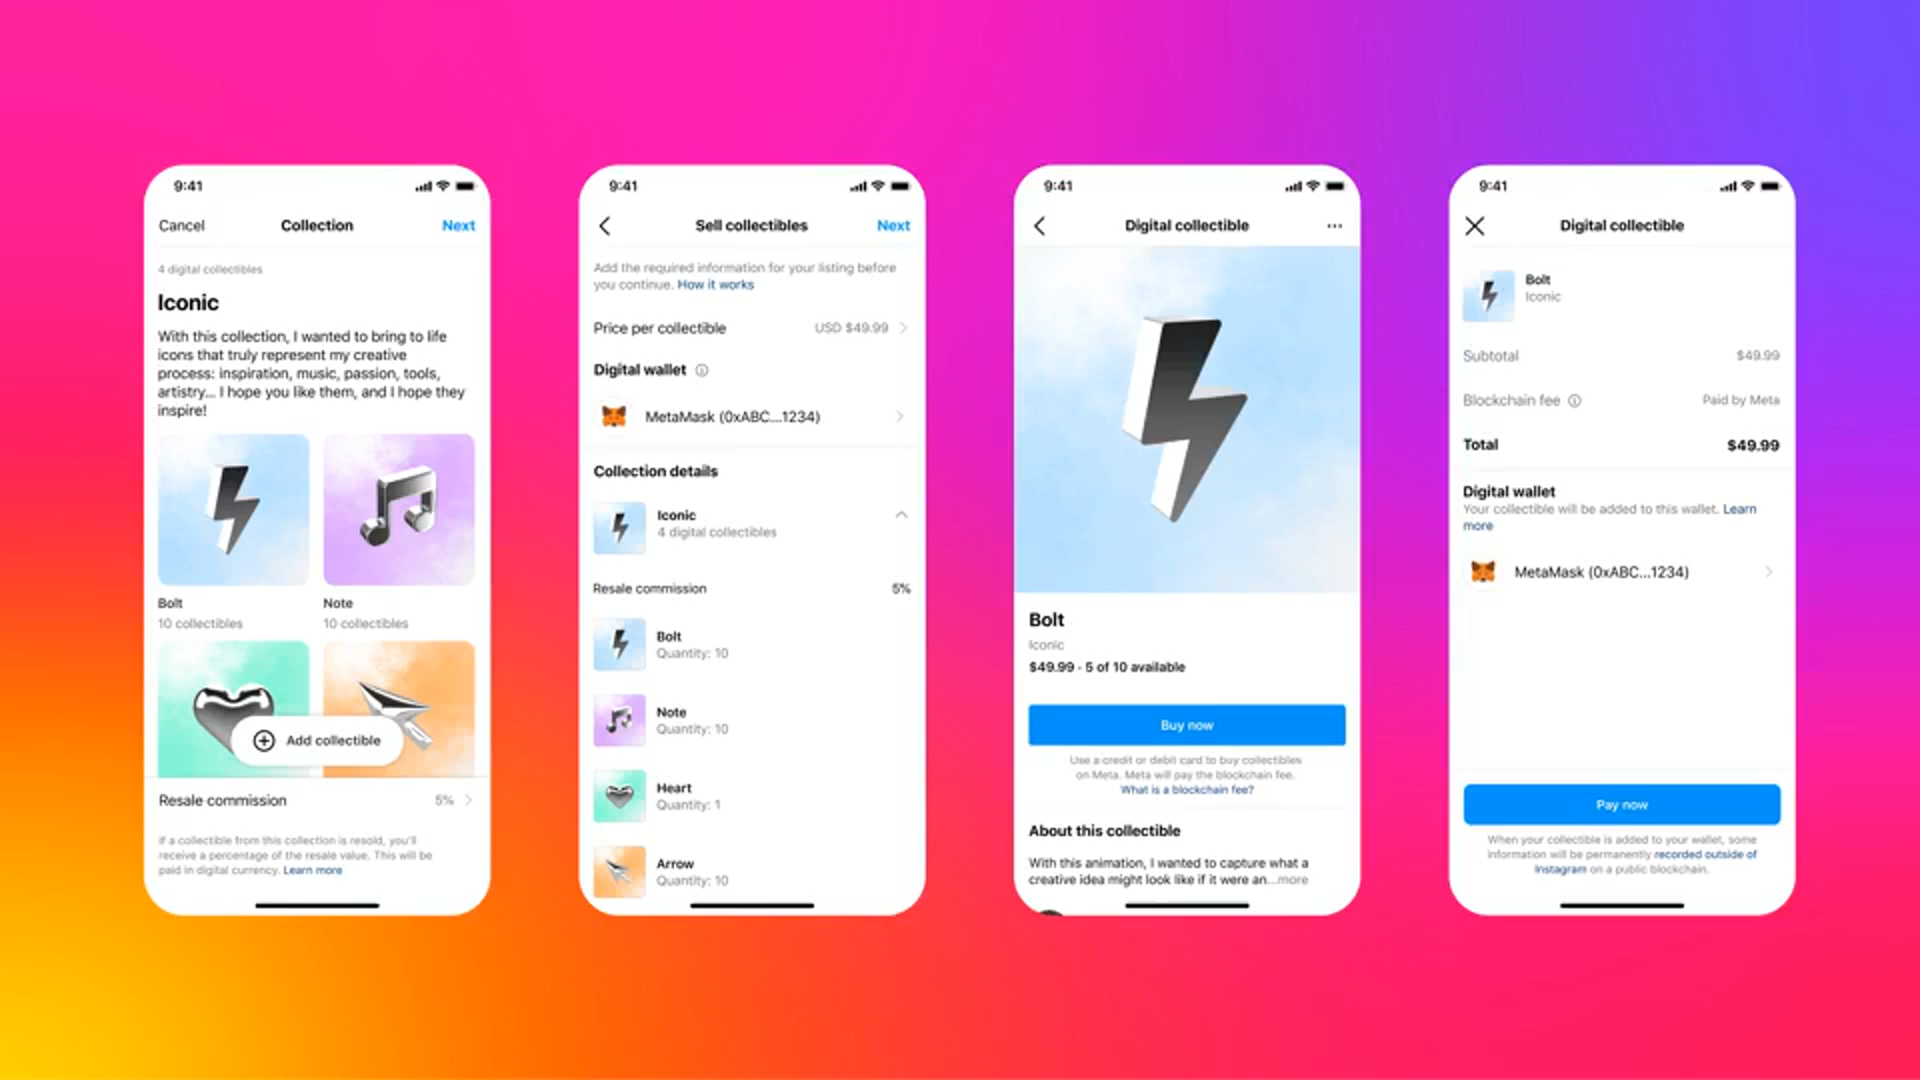 9:41
Cancel
Collection
Next
4 digital collectibles
Iconic
With this collection, I wanted to bring to life
icons that truly represent my creative
process: inspiration, music, passion, tools,
artistry... I hope you like them, and I hope they
inspire!
Bolt
10 collectibles
Note
10 collectibles
Add collectible
Resale commission
5%
If a collectible from this collection is resold, you'll
receive a percentage of the resale value. This will be
paid in digital currency. Learn more
9:41
Sell collectibles
Next
Add the required information for your listing before
you continue. How it works
Price per collectible
USD $49.99
Digital wallet
MetaMask (0xABC...1234)
Collection details
Iconic
4 digital collectibles
Resale commission
5%
Bolt
Quantity: 10
Note
Quantity: 10
Heart
Quantity: 1
Arrow
Quantity: 10
9:41
Digital collectible
Bolt
Iconic
$49.99 · 5 of 10 available
Buy now
Use a credit or debit card to buy collectibles
on Meta. Meta will pay the blockchain fee.
What is a blockchain fee?
About this collectible
With this animation, I wanted to capture what a
creative idea might look like if it were an...more
9:41
Digital collectible
Bolt
Iconic
Subtotal
$49.99
Blockchain fee
Paid by Meta
Total
$49.99
Digital wallet
Your collectible will be added to this wallet. Learn
more
MetaMask (0xABC...1234)
Pay now
When your collectible is added to your wallet, some
information will be permanently recorded outside of
Instagram on a public blockchain.